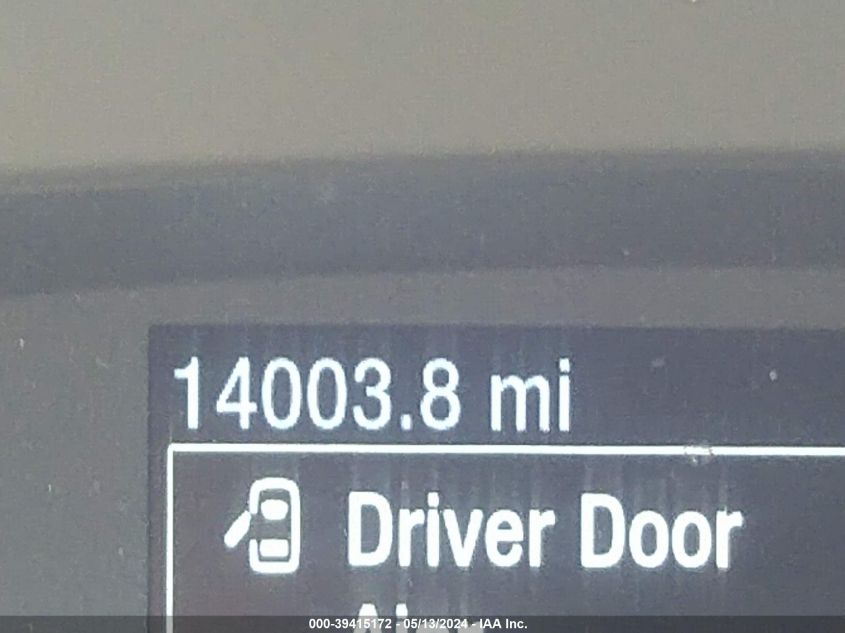 14003.8 mi
Driver Door
000-39415172 - 05/13/2024 - IAA Inc.